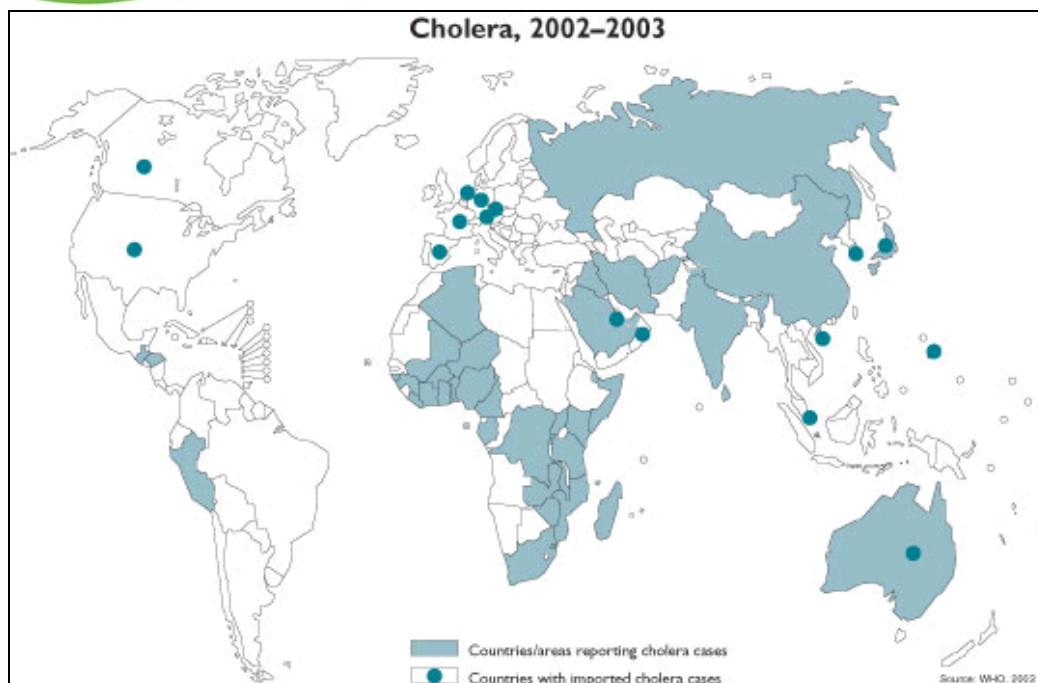 Cholera, 2002–2003
Countries/areas reporting cholera cases
Countries with imported cholera cases
Source: WHO, 2003